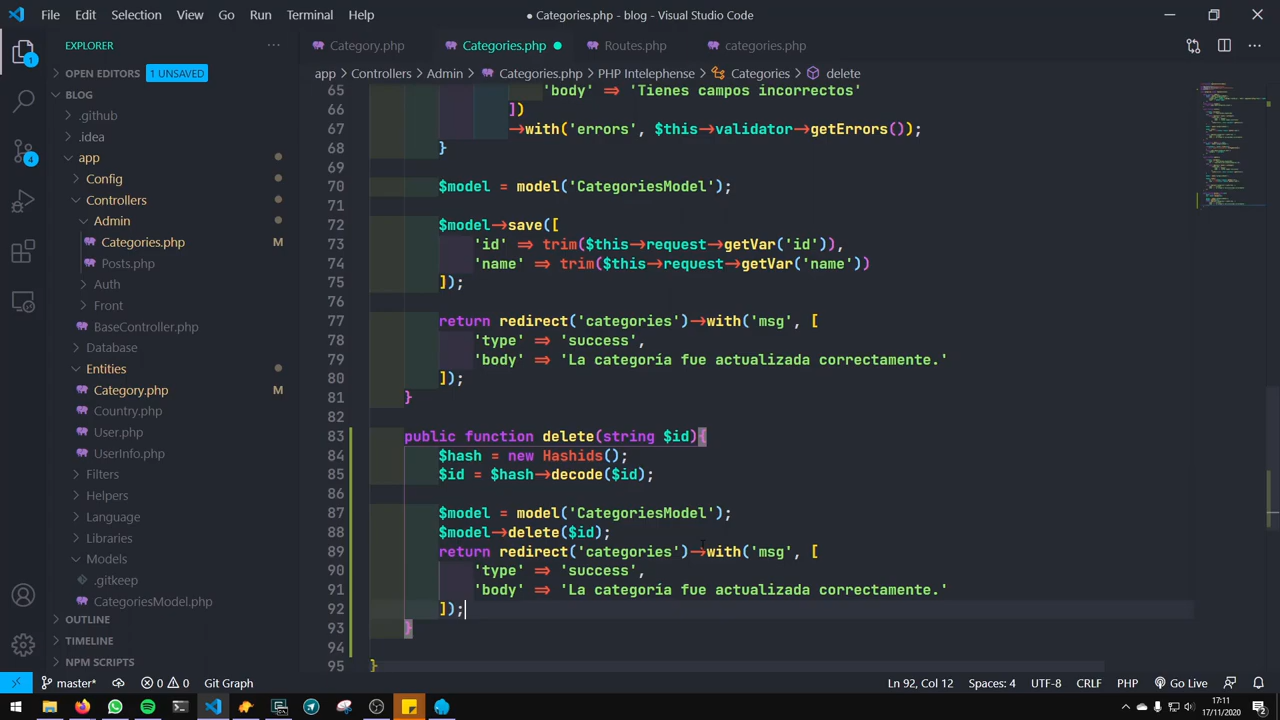 File Edit Selection View Go Run Terminal Help
● Categories.php - blog - Visual Studio Code
EXPLORER
OPEN EDITORS 1 UNSAVED
BLOG
.github
.idea
app
Config
Controllers
Admin
Categories.php M
Posts.php
Auth
Front
BaseController.php
Database
Entities
Category.php M
Country.php
User.php
UserInfo.php
Filters
Helpers
Language
Libraries
Models
.gitkeep
CategoriesModel.php
OUTLINE
TIMELINE
NPM SCRIPTS
1
4
Category.php Categories.php ● Routes.php categories.php
app > Controllers > Admin > Categories.php > PHP Intelephense > Categories > delete
65 'body' => 'Tienes campos incorrectos'
66 ])
67 ->with('errors', $this->validator->getErrors());
68 }
69
70 $model = model('CategoriesModel');
71
72 $model->save([
73 'id' => trim($this->request->getVar('id')),
74 'name' => trim($this->request->getVar('name'))
75 ]);
76
77 return redirect('categories')->with('msg', [
78 'type' => 'success',
79 'body' => 'La categoría fue actualizada correctamente.'
80 ]);
81 }
82
83 public function delete(string $id){
84 $hash = new Hashids();
85 $id = $hash->decode($id);
86
87 $model = model('CategoriesModel');
88 $model->delete($id);
89 return redirect('categories')->with('msg', [
90 'type' => 'success',
91 'body' => 'La categoría fue actualizada correctamente.'
92 ]);
93 }
94
95 }
master* 0 0 Git Graph
Ln 92, Col 12 Spaces: 4 UTF-8 CRLF PHP Go Live
17:11
17/11/2020
2